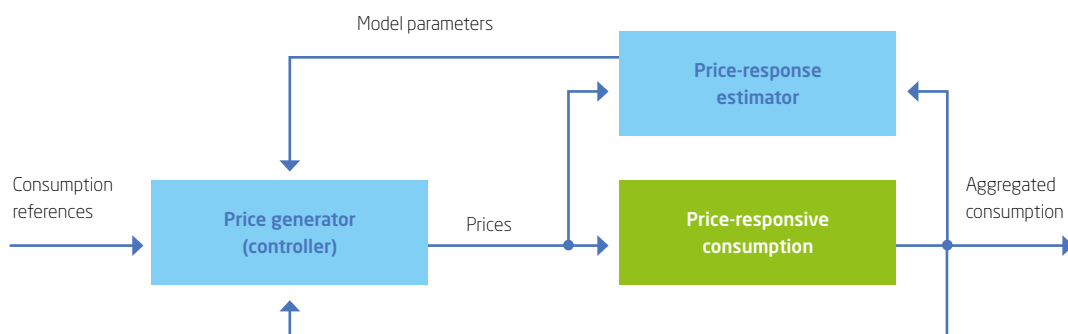 Model parameters
Price-response
estimator
Consumption
references
Price generator
(controller)
Prices
Price-responsive
consumption
Aggregated
consumption